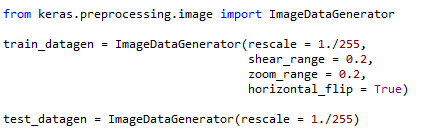 from keras.preprocessing.image import ImageDataGenerator
train_datagen = ImageDataGenerator(rescale = 1./255,
shear_range = 0.2,
zoom_range = 0.2,
horizontal_flip = True)
test_datagen = ImageDataGenerator(rescale = 1./255)